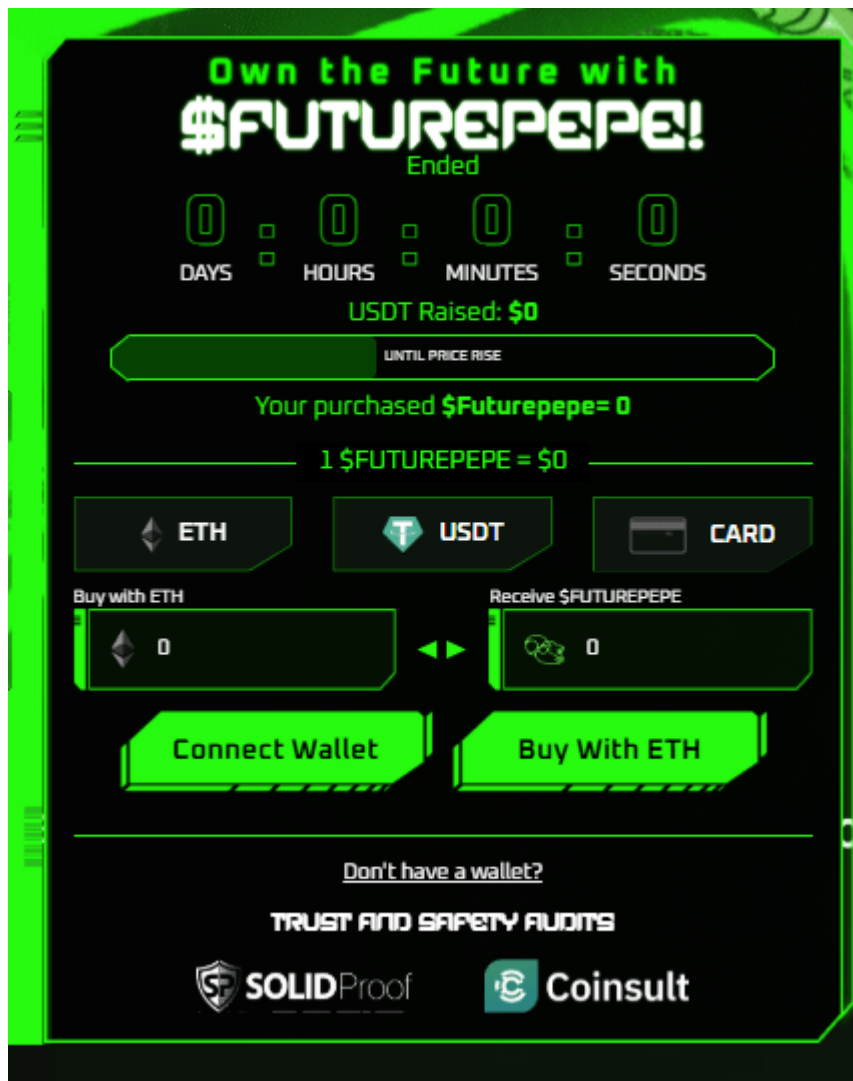 Own the Future with
$FUTUREPEPE!
Ended
0 : 0 : 0 : 0
DAYS HOURS MINUTES SECONDS
USDT Raised: $0
UNTIL PRICE RISE
Your purchased $Futurepepe= 0
1 $FUTUREPEPE = $0
ETH USDT CARD
Buy with ETH Receive $FUTUREPEPE
0 0
Connect Wallet Buy With ETH
Don't have a wallet?
TRUST AND SAFETY AUDITS
SP SOLIDProof Coinsult